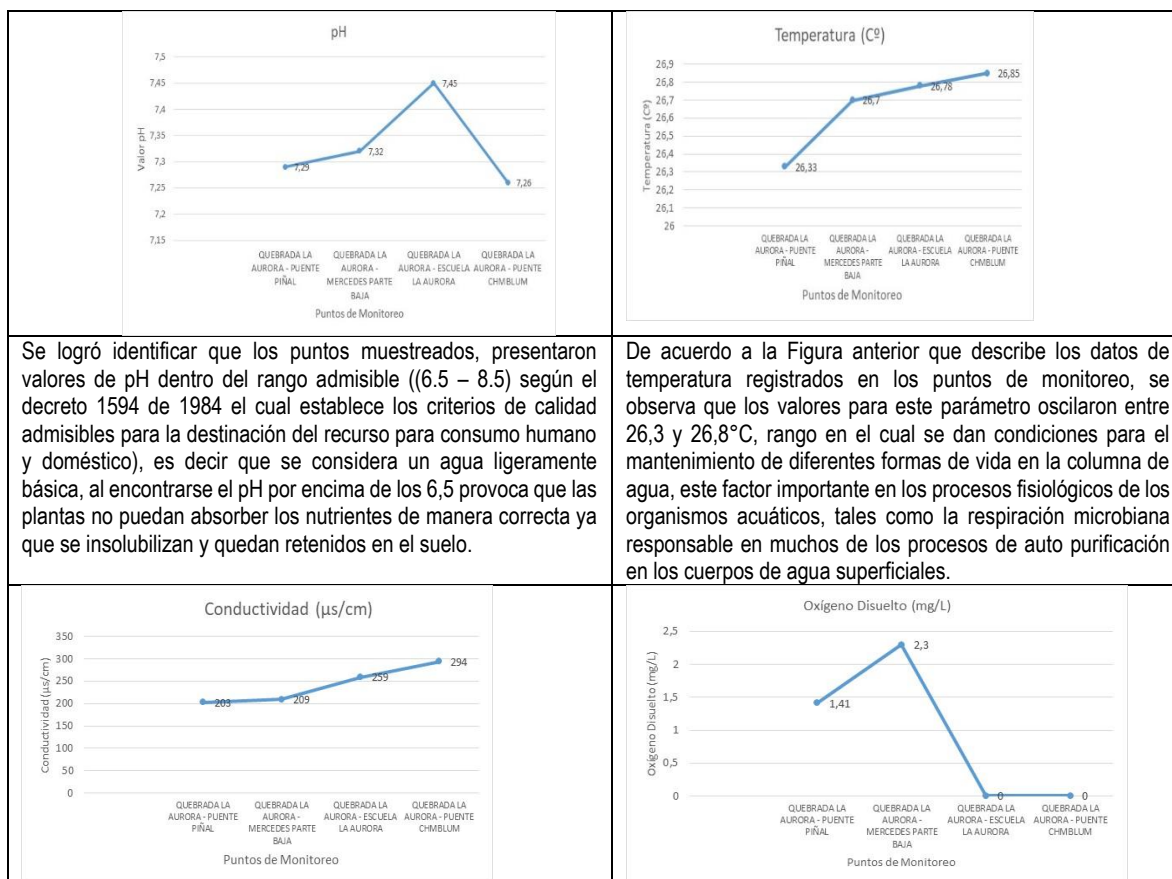 pH
7,5
7,45
7,4
7,35
7,3
7,25
7,2
7,15
Valor pH
7,29
7,32
7,45
7,26
QUEBRADA LA AURORA - PUENTE PIÑAL
QUEBRADA LA AURORA - MERCEDES PARTE BAJA
QUEBRADA LA AURORA - ESCUELA LA AURORA
QUEBRADA LA AURORA - PUENTE CHMBLUM
Puntos de Monitoreo
Temperatura (Cº)
26,9
26,8
26,7
26,6
26,5
26,4
26,3
26,2
26,1
26
Temperatura (Cº)
26,33
26,7
26,78
26,85
QUEBRADA LA AURORA - PUENTE PIÑAL
QUEBRADA LA AURORA - MERCEDES PARTE BAJA
QUEBRADA LA AURORA - ESCUELA LA AURORA
QUEBRADA LA AURORA - PUENTE CHMBLUM
Puntos de Monitoreo
Se logró identificar que los puntos muestreados, presentaron
valores de pH dentro del rango admisible ((6.5 – 8.5) según el
decreto 1594 de 1984 el cual establece los criterios de calidad
admisibles para la destinación del recurso para consumo humano
y doméstico), es decir que se considera un agua ligeramente
básica, al encontrarse el pH por encima de los 6,5 provoca que las
plantas no puedan absorber los nutrientes de manera correcta ya
que se insolubilizan y quedan retenidos en el suelo.
De acuerdo a la Figura anterior que describe los datos de
temperatura registrados en los puntos de monitoreo, se
observa que los valores para este parámetro oscilaron entre
26,3 y 26,8°C, rango en el cual se dan condiciones para el
mantenimiento de diferentes formas de vida en la columna de
agua, este factor importante en los procesos fisiológicos de los
organismos acuáticos, tales como la respiración microbiana
responsable en muchos de los procesos de auto purificación
en los cuerpos de agua superficiales.
Conductividad (µs/cm)
350
300
250
200
150
100
50
0
Conductividad (µs/cm)
203
209
259
294
QUEBRADA LA AURORA - PUENTE PIÑAL
QUEBRADA LA AURORA - MERCEDES PARTE BAJA
QUEBRADA LA AURORA - ESCUELA LA AURORA
QUEBRADA LA AURORA - PUENTE CHMBLUM
Puntos de Monitoreo
Oxígeno Disuelto (mg/L)
2,5
2
1,5
1
0,5
0
Oxígeno Disuelto (mg/L)
1,41
2,3
0
0
QUEBRADA LA AURORA - PUENTE PIÑAL
QUEBRADA LA AURORA - MERCEDES PARTE BAJA
QUEBRADA LA AURORA - ESCUELA LA AURORA
QUEBRADA LA AURORA - PUENTE CHMBLUM
Puntos de Monitoreo